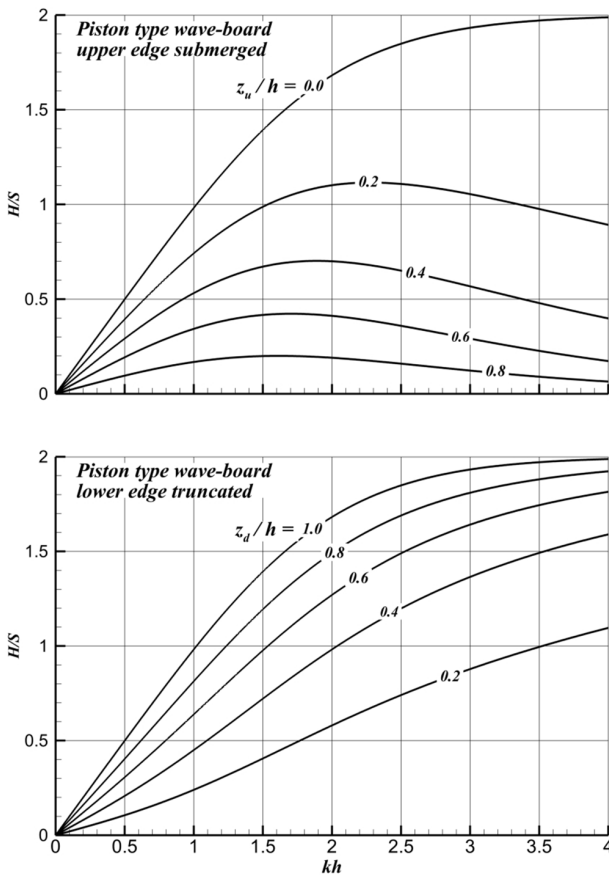 Piston type wave-board
upper edge submerged
z_u / h = 0.0
0.2
0.4
0.6
0.8
H/S
2
1.5
1
0.5
0
Piston type wave-board
lower edge truncated
z_d / h = 1.0
0.8
0.6
0.4
0.2
H/S
2
1.5
1
0.5
0
0 0.5 1 1.5 2 2.5 3 3.5 4
kh